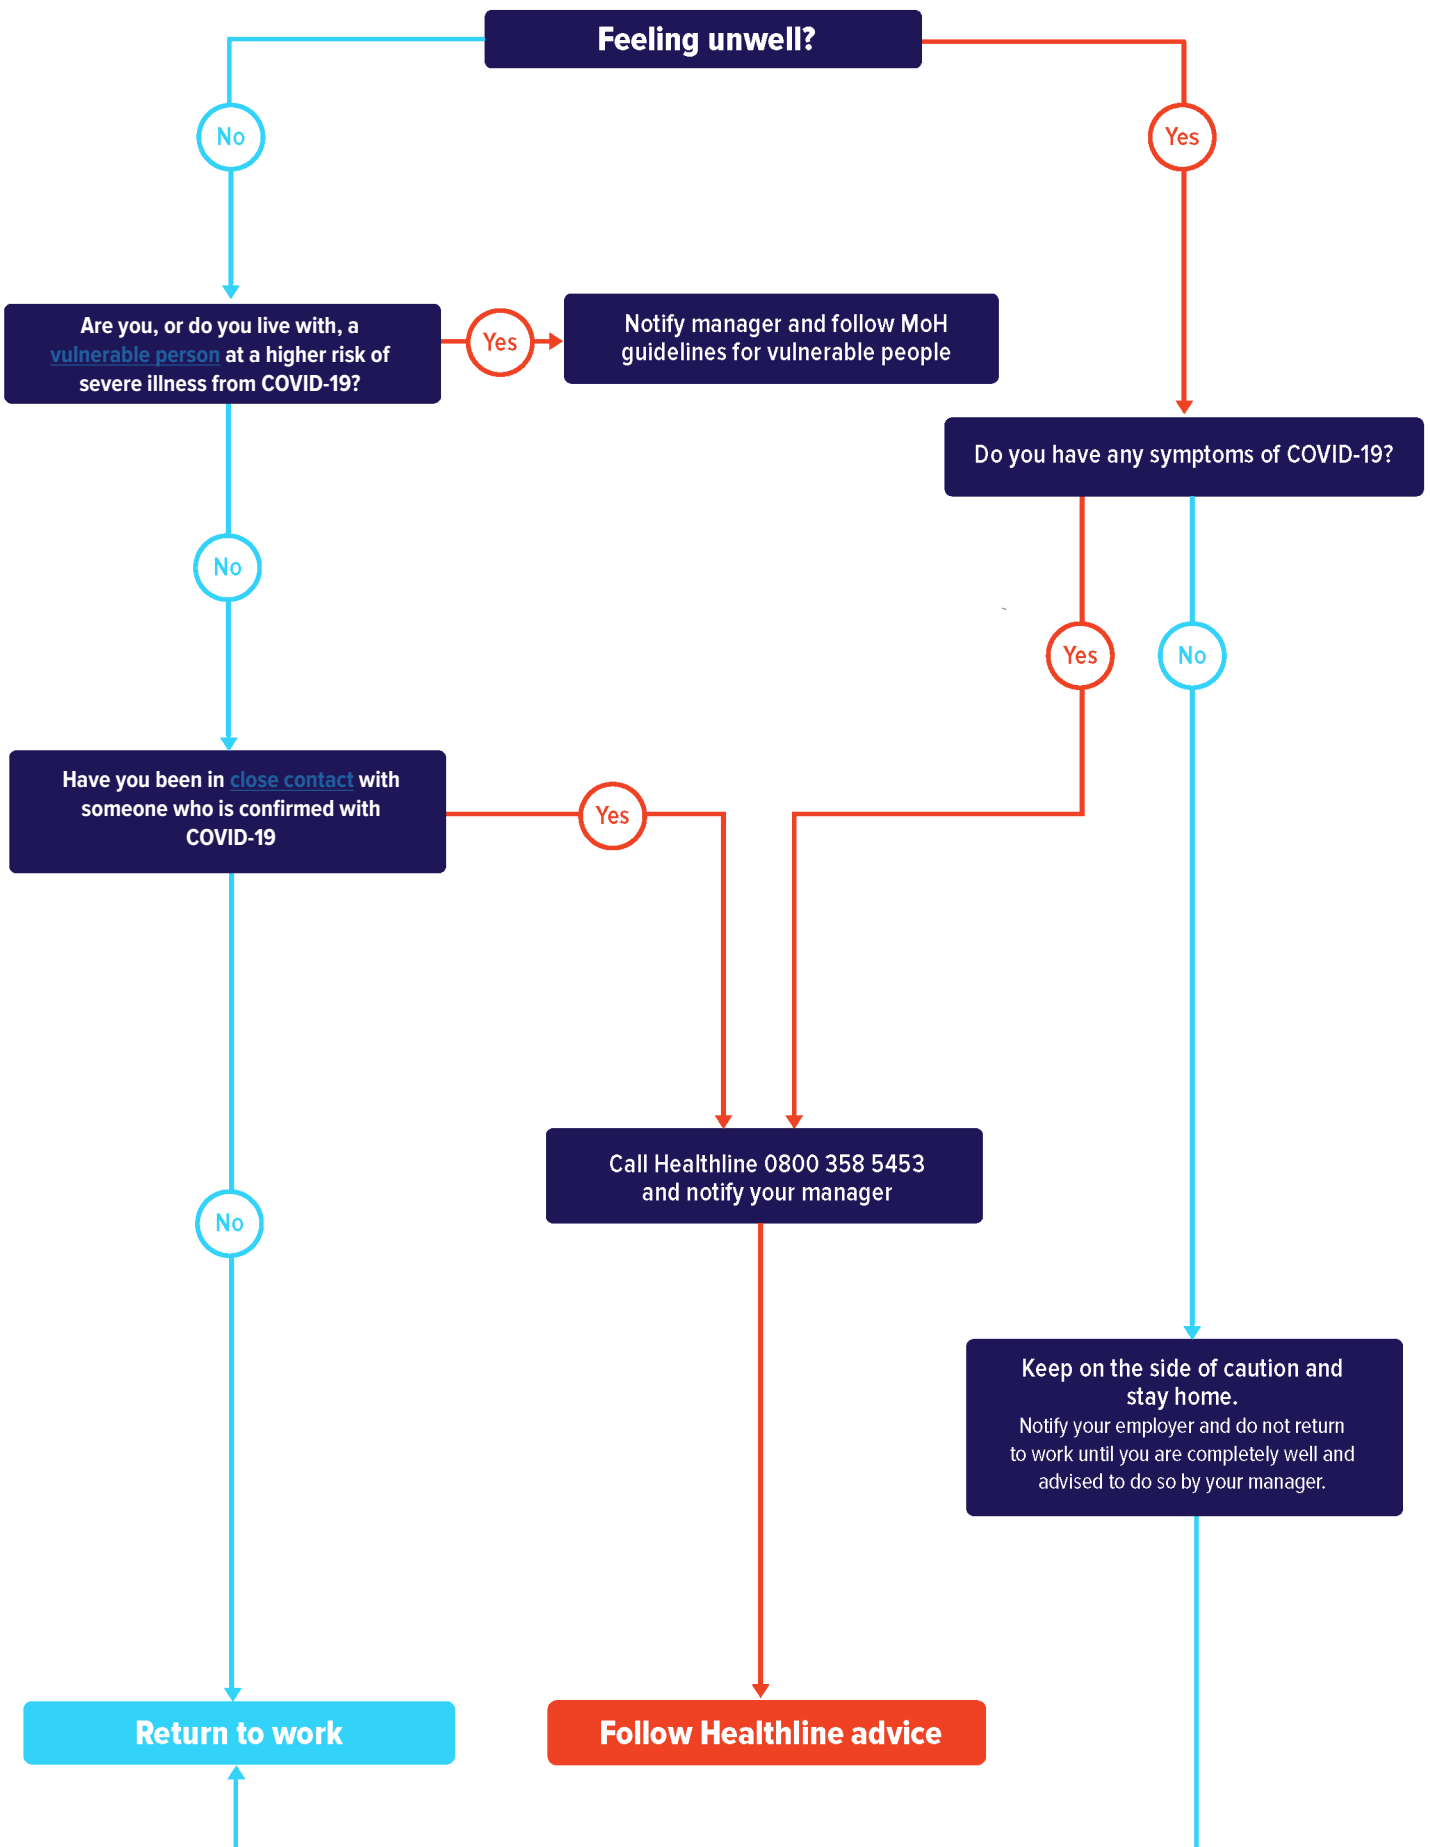 Feeling unwell?
No
Yes
Are you, or do you live with, a
vulnerable person at a higher risk of
severe illness from COVID-19?
Yes
Notify manager and follow MoH
guidelines for vulnerable people
Do you have any symptoms of COVID-19?
No
Yes
No
Have you been in close contact with
someone who is confirmed with
COVID-19
Yes
Call Healthline 0800 358 5453
and notify your manager
No
Keep on the side of caution and
stay home.
Notify your employer and do not return
to work until you are completely well and
advised to do so by your manager.
Return to work
Follow Healthline advice